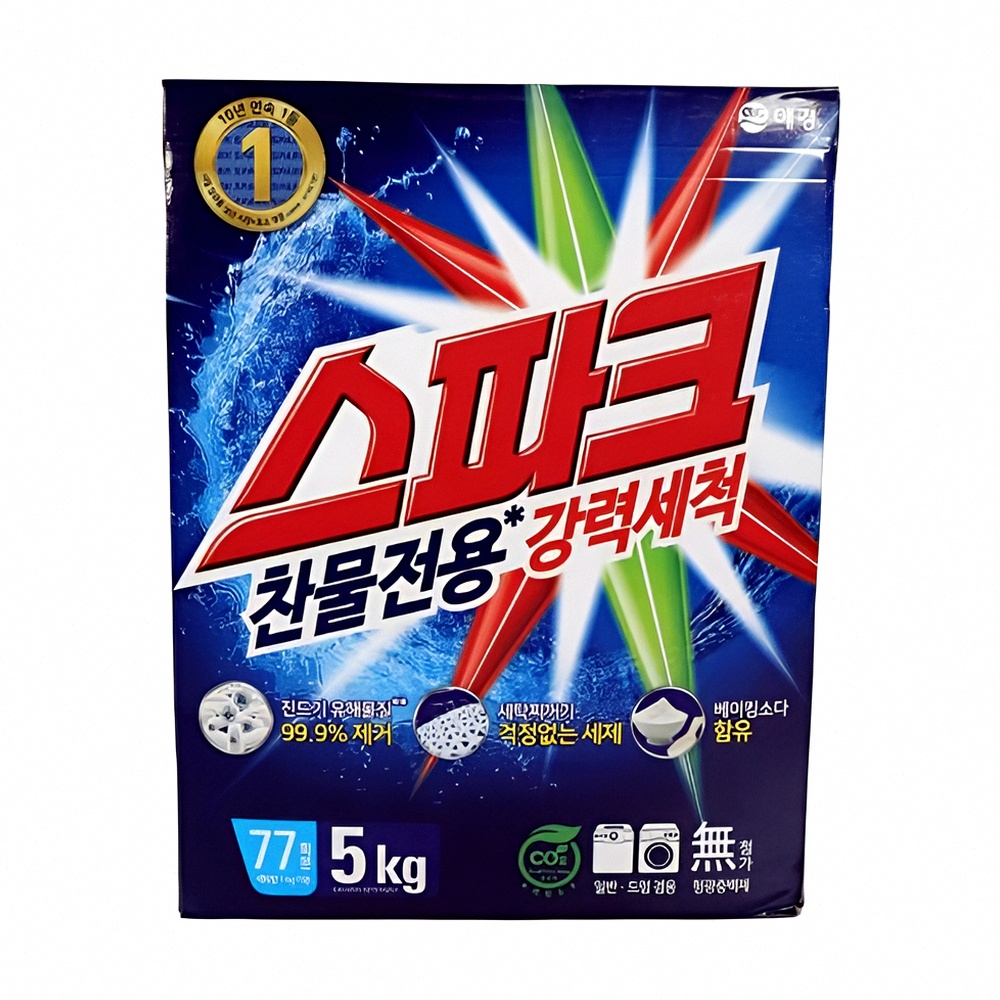 10년 연속 1등
1
애경
스파크
찬물전용*강력세척
진드기 유해물질
99.9% 제거
세탁찌꺼기
걱정없는 세제
베이킹소다
함유
77
5 kg
CO
일반·드럼 겸용
無 첨가
형광증백제